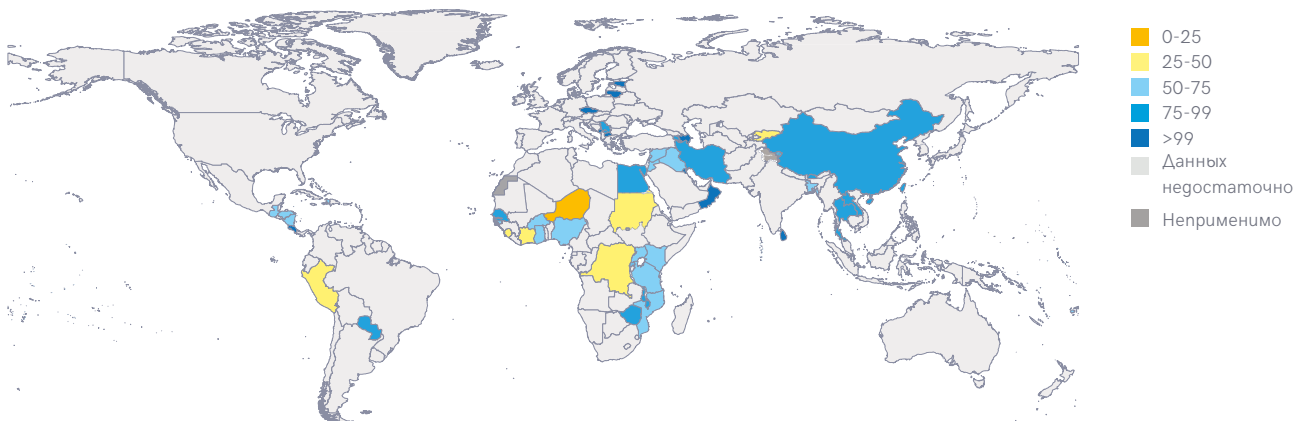 0-25
25-50
50-75
75-99
>99
Данных
недостаточно
Неприменимо